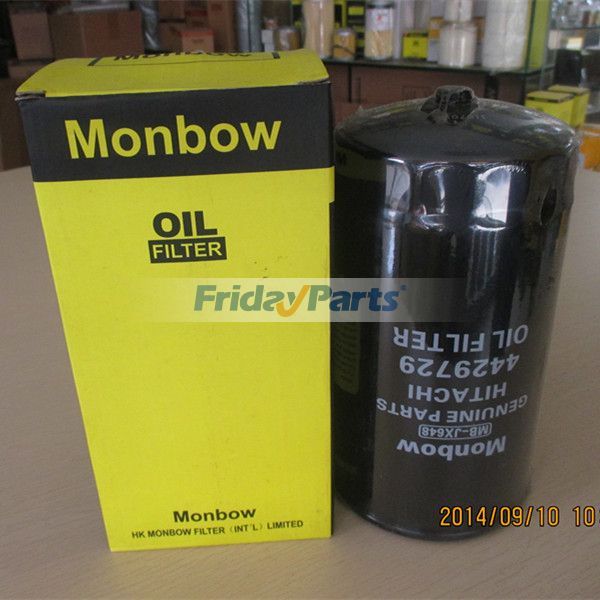 Monbow
OIL
FILTER
Monbow
HK MONBOW FILTER (INT'L) LIMITED
FridayParts®
Monbow
MB-JX648
GENUINE PARTS
HITACHI
4429729
OIL FILTER
2014/09/10 10